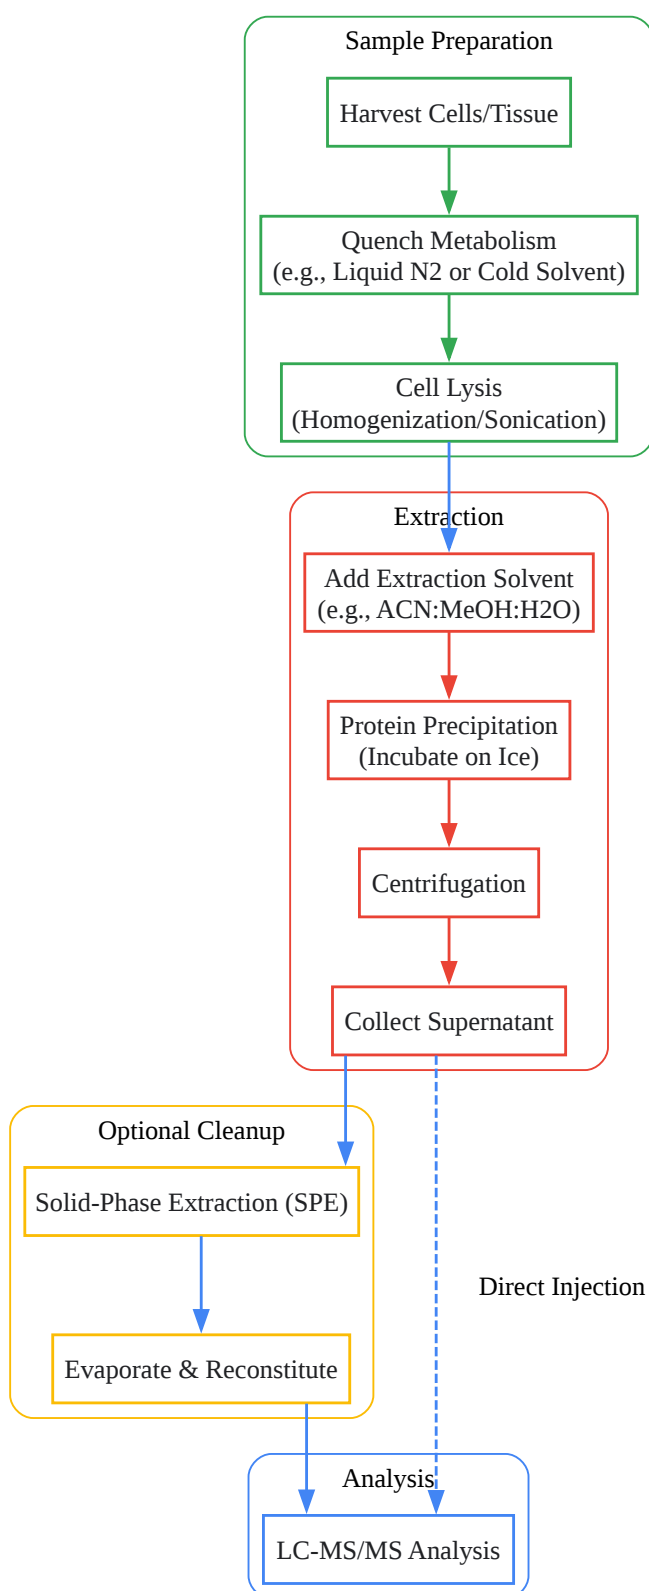 Sample Preparation
Harvest Cells/Tissue
Quench Metabolism
(e.g., Liquid N2 or Cold Solvent)
Cell Lysis
(Homogenization/Sonication)
Extraction
Add Extraction Solvent
(e.g., ACN:MeOH:H2O)
Protein Precipitation
(Incubate on Ice)
Centrifugation
Collect Supernatant
Optional Cleanup
Solid-Phase Extraction (SPE)
Direct Injection
Evaporate & Reconstitute
Analysis
LC-MS/MS Analysis